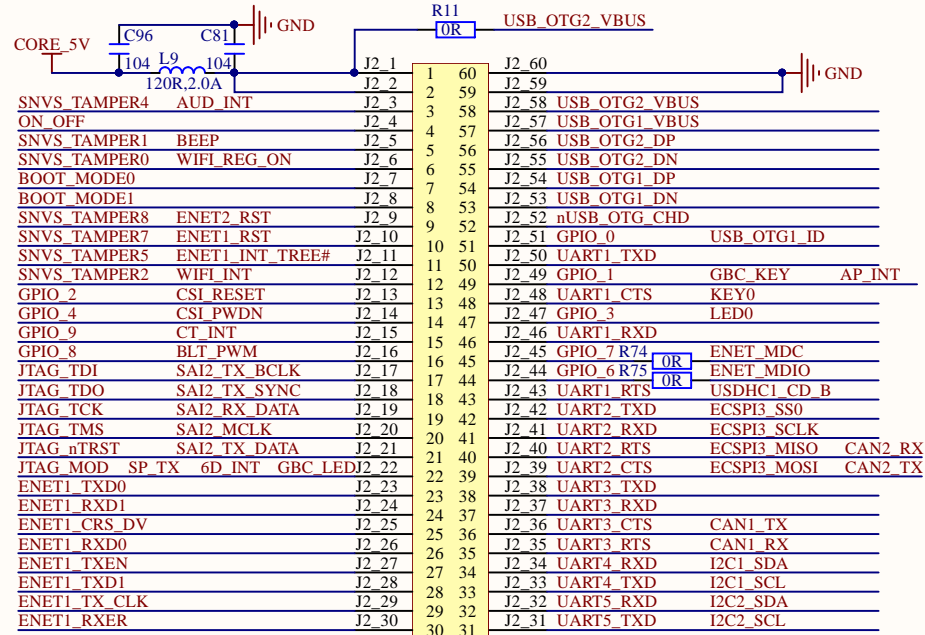 R11
USB_OTG2_VBUS
GND
0R
C96
C81
CORE_5V
L9
104
104
120R,2.0A
J2_1 1 60 J2_60
GND
J2_2 2 59 J2_59
SNVS_TAMPER4 AUD_INT J2_3 3 58 J2_58 USB_OTG2_VBUS
ON_OFF J2_4 4 57 J2_57 USB_OTG1_VBUS
SNVS_TAMPER1 BEEP J2_5 5 56 J2_56 USB_OTG2_DP
SNVS_TAMPER0 WIFI_REG_ON J2_6 6 55 J2_55 USB_OTG2_DN
BOOT_MODE0 J2_7 7 54 J2_54 USB_OTG1_DP
BOOT_MODE1 J2_8 8 53 J2_53 USB_OTG1_DN
SNVS_TAMPER8 ENET2_RST J2_9 9 52 J2_52 nUSB_OTG_CHD
SNVS_TAMPER7 ENET1_RST J2_10 10 51 J2_51 GPIO_0 USB_OTG1_ID
SNVS_TAMPER5 ENET1_INT_TREE# J2_11 11 50 J2_50 UART1_TXD
SNVS_TAMPER2 WIFI_INT J2_12 12 49 J2_49 GPIO_1 GBC_KEY AP_INT
GPIO_2 CSI_RESET J2_13 13 48 J2_48 UART1_CTS KEY0
GPIO_4 CSI_PWDN J2_14 14 47 J2_47 GPIO_3 LED0
GPIO_9 CT_INT J2_15 15 46 J2_46 UART1_RXD
GPIO_8 BLT_PWM J2_16 16 45 J2_45 GPIO_7 R74 0R ENET_MDC
JTAG_TDI SAI2_TX_BCLK J2_17 17 44 J2_44 GPIO_6 R75 0R ENET_MDIO
JTAG_TDO SAI2_TX_SYNC J2_18 18 43 J2_43 UART1_RTS USDHC1_CD_B
JTAG_TCK SAI2_RX_DATA J2_19 19 42 J2_42 UART2_TXD ECSPI3_SS0
JTAG_TMS SAI2_MCLK J2_20 20 41 J2_41 UART2_RXD ECSPI3_SCLK
JTAG_nTRST SAI2_TX_DATA J2_21 21 40 J2_40 UART2_RTS ECSPI3_MISO CAN2_RX
JTAG_MOD SP_TX 6D_INT GBC_LED J2_22 22 39 J2_39 UART2_CTS ECSPI3_MOSI CAN2_TX
ENET1_TXD0 J2_23 23 38 J2_38 UART3_TXD
ENET1_RXD1 J2_24 24 37 J2_37 UART3_RXD
ENET1_CRS_DV J2_25 25 36 J2_36 UART3_CTS CAN1_TX
ENET1_RXD0 J2_26 26 35 J2_35 UART3_RTS CAN1_RX
ENET1_TXEN J2_27 27 34 J2_34 UART4_RXD I2C1_SDA
ENET1_TXD1 J2_28 28 33 J2_33 UART4_TXD I2C1_SCL
ENET1_TX_CLK J2_29 29 32 J2_32 UART5_RXD I2C2_SDA
ENET1_RXER J2_30 30 31 J2_31 UART5_TXD I2C2_SCL